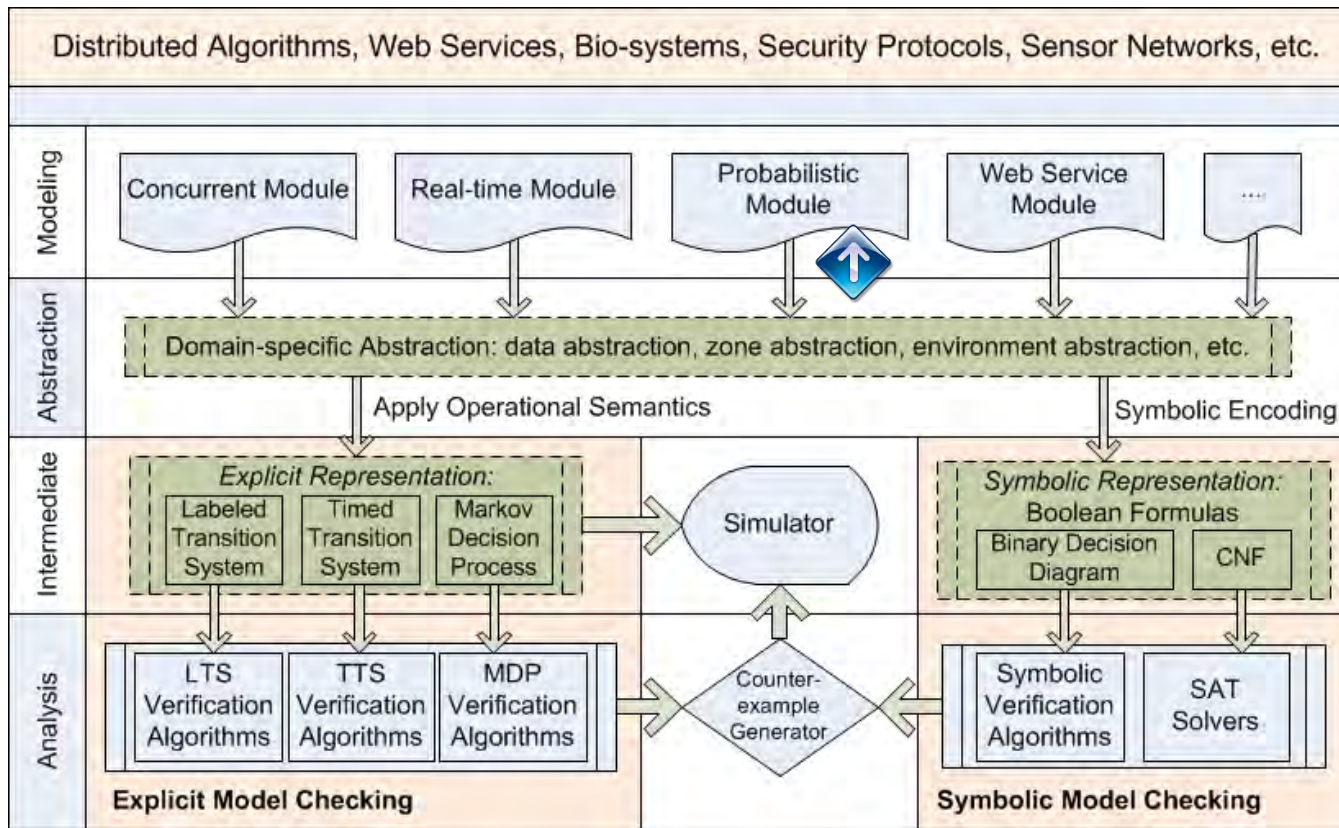 Distributed Algorithms, Web Services, Bio-systems, Security Protocols, Sensor Networks, etc.
Modeling
Concurrent Module
Real-time Module
Probabilistic
Module
Web Service
Module
....
Abstraction
Domain-specific Abstraction: data abstraction, zone abstraction, environment abstraction, etc.
Apply Operational Semantics
Symbolic Encoding
Intermediate
Explicit Representation:
Labeled
Transition
System
Timed
Transition
System
Markov
Decision
Process
Simulator
Symbolic Representation:
Boolean Formulas
Binary Decision
Diagram
CNF
Analysis
LTS
Verification
Algorithms
TTS
Verification
Algorithms
MDP
Verification
Algorithms
Counter-
example
Generator
Symbolic
Verification
Algorithms
SAT
Solvers
Explicit Model Checking
Symbolic Model Checking